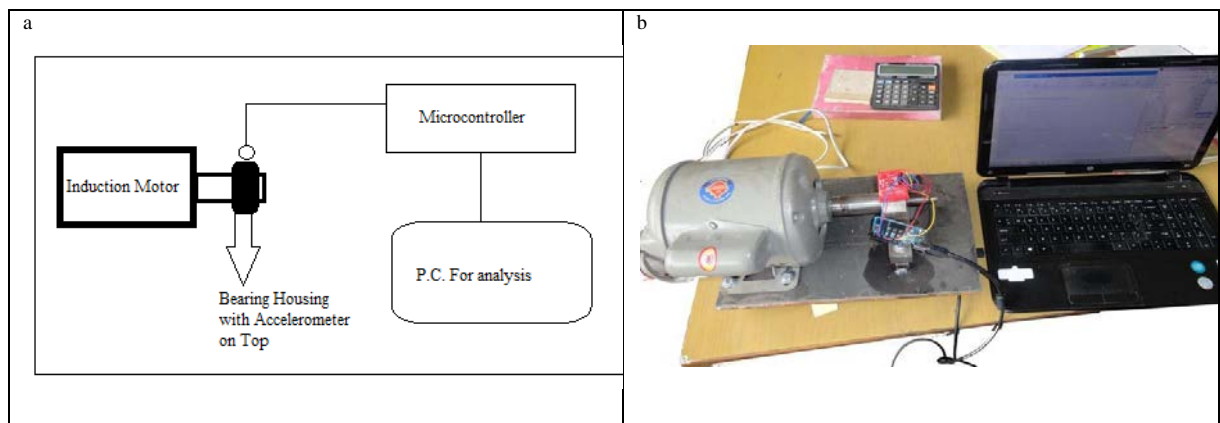 a
Microcontroller
Induction Motor
P.C. For analysis
Bearing Housing
with Accelerometer
on Top
b